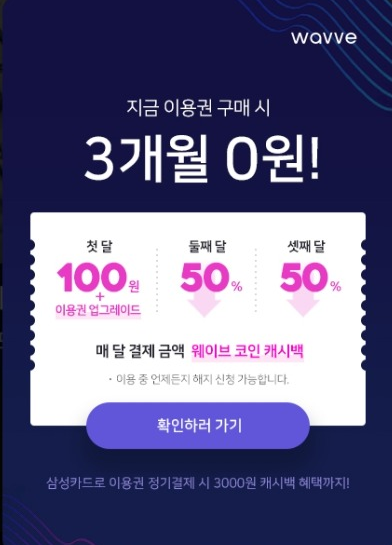 wavve
지금 이용권 구매 시
3개월 0원!
첫 달 둘째 달 셋째 달
100원 50% 50%
+
이용권 업그레이드
매 달 결제 금액 웨이브 코인 캐시백
· 이용 중 언제든지 해지 신청 가능합니다.
확인하러 가기
삼성카드로 이용권 정기결제 시 3000원 캐시백 혜택까지!